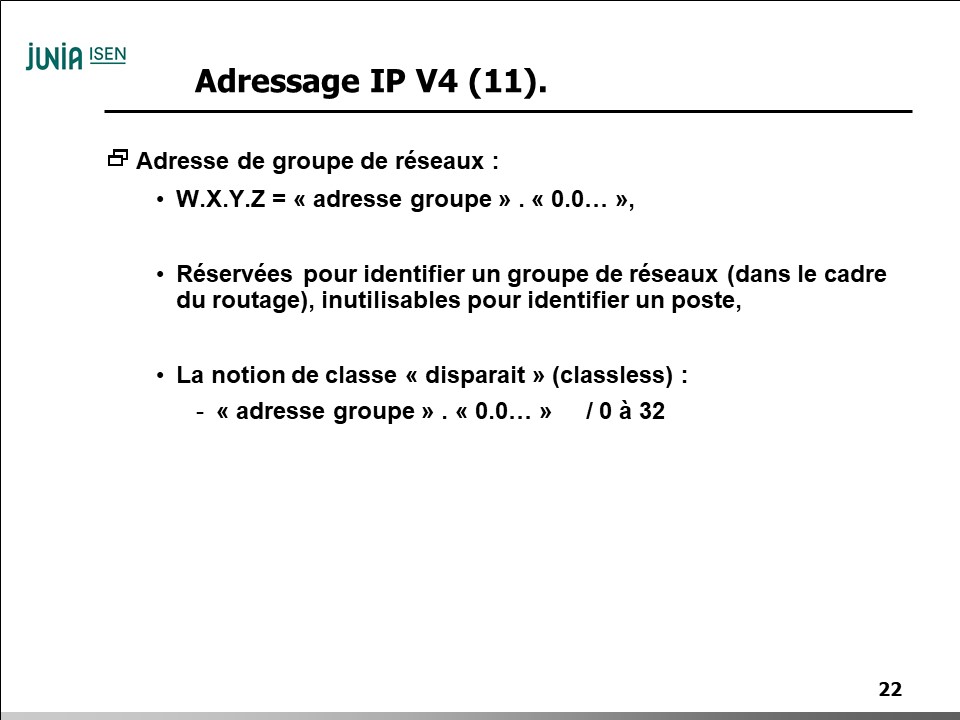 JUNIA ISEN
Adressage IP V4 (11).
Adresse de groupe de réseaux :
• W.X.Y.Z = « adresse groupe » . « 0.0… »,
• Réservées pour identifier un groupe de réseaux (dans le cadre
du routage), inutilisables pour identifier un poste,
• La notion de classe « disparait » (classless) :
- « adresse groupe » . « 0.0… » / 0 à 32
22